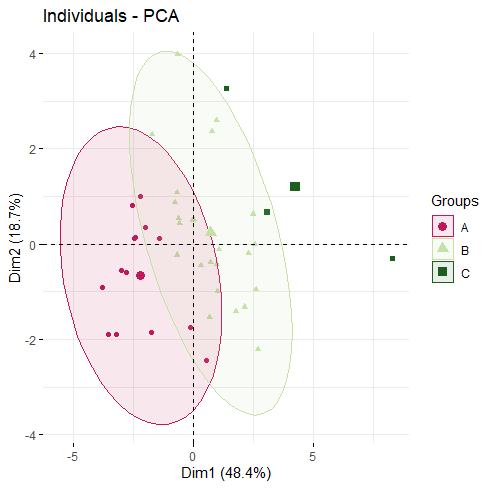 Individuals - PCA
Dim2 (18.7%)
4
2
0
-2
-4
-5
0
5
Dim1 (48.4%)
Groups
A
B
C